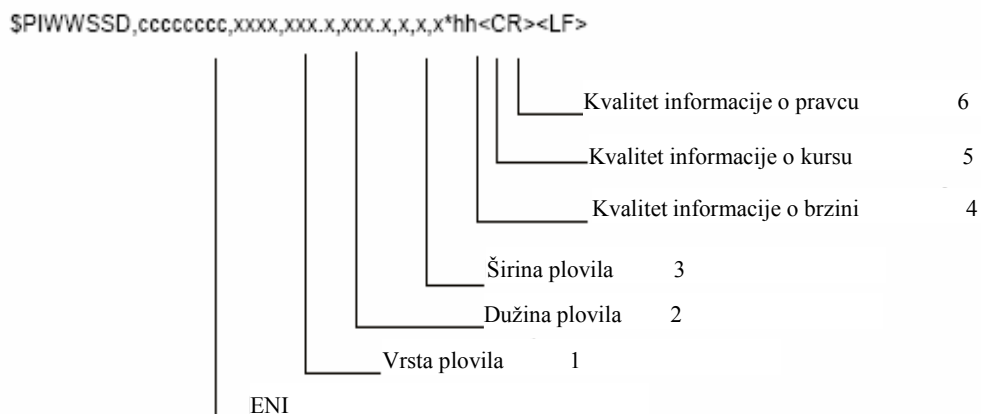 $PIWWSSD,cccccccc,xxxx,xxx.x,xxx.x,x,x,x*hh<CR><LF>
Kvalitet informacije o pravcu 6
Kvalitet informacije o kursu 5
Kvalitet informacije o brzini 4
Širina plovila 3
Dužina plovila 2
Vrsta plovila 1
ENI